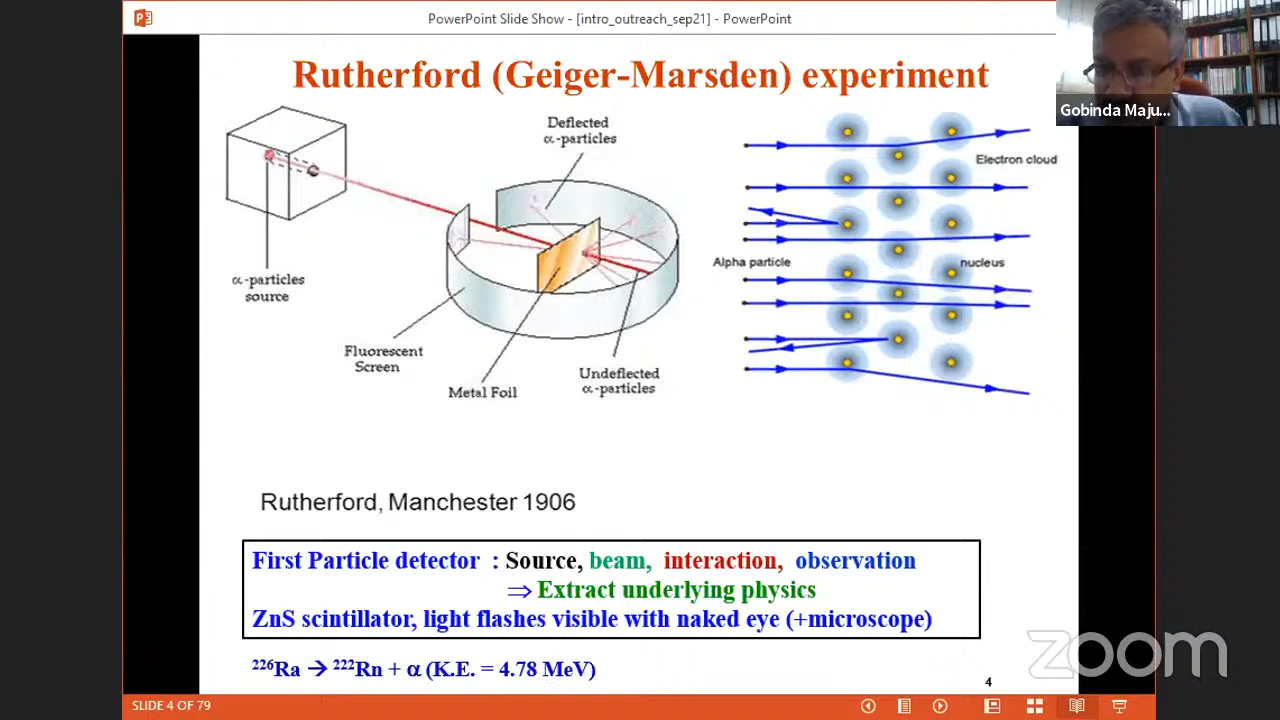 PowerPoint Slide Show - [intro_outreach_sep21] - PowerPoint
Rutherford (Geiger-Marsden) experiment
Gobinda Maju...
Deflected
α-particles
Electron cloud
Alpha particle
nucleus
α-particles
source
Fluorescent
Screen
Metal Foil
Undeflected
α-particles
Rutherford, Manchester 1906
First Particle detector : Source, beam, interaction, observation
⇒ Extract underlying physics
ZnS scintillator, light flashes visible with naked eye (+microscope)
²²⁶Ra → ²²²Rn + α (K.E. = 4.78 MeV)
4
zoom
SLIDE 4 OF 79